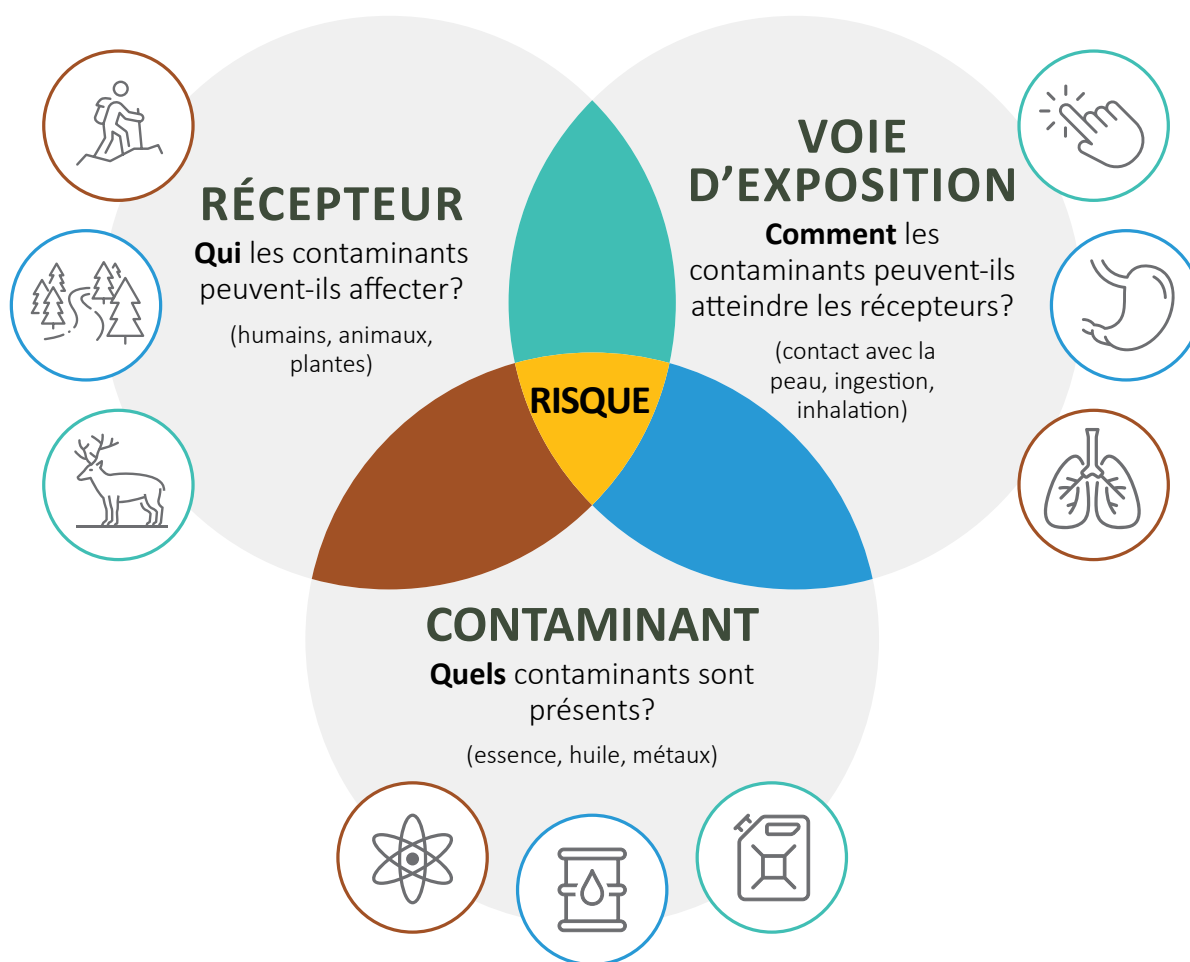 RÉCEPTEUR
Qui les contaminants
peuvent-ils affecter?
(humains, animaux,
plantes)
VOIE
D’EXPOSITION
Comment les
contaminants peuvent-ils
atteindre les récepteurs?
(contact avec la
peau, ingestion,
inhalation)
RISQUE
CONTAMINANT
Quels contaminants sont
présents?
(essence, huile, métaux)